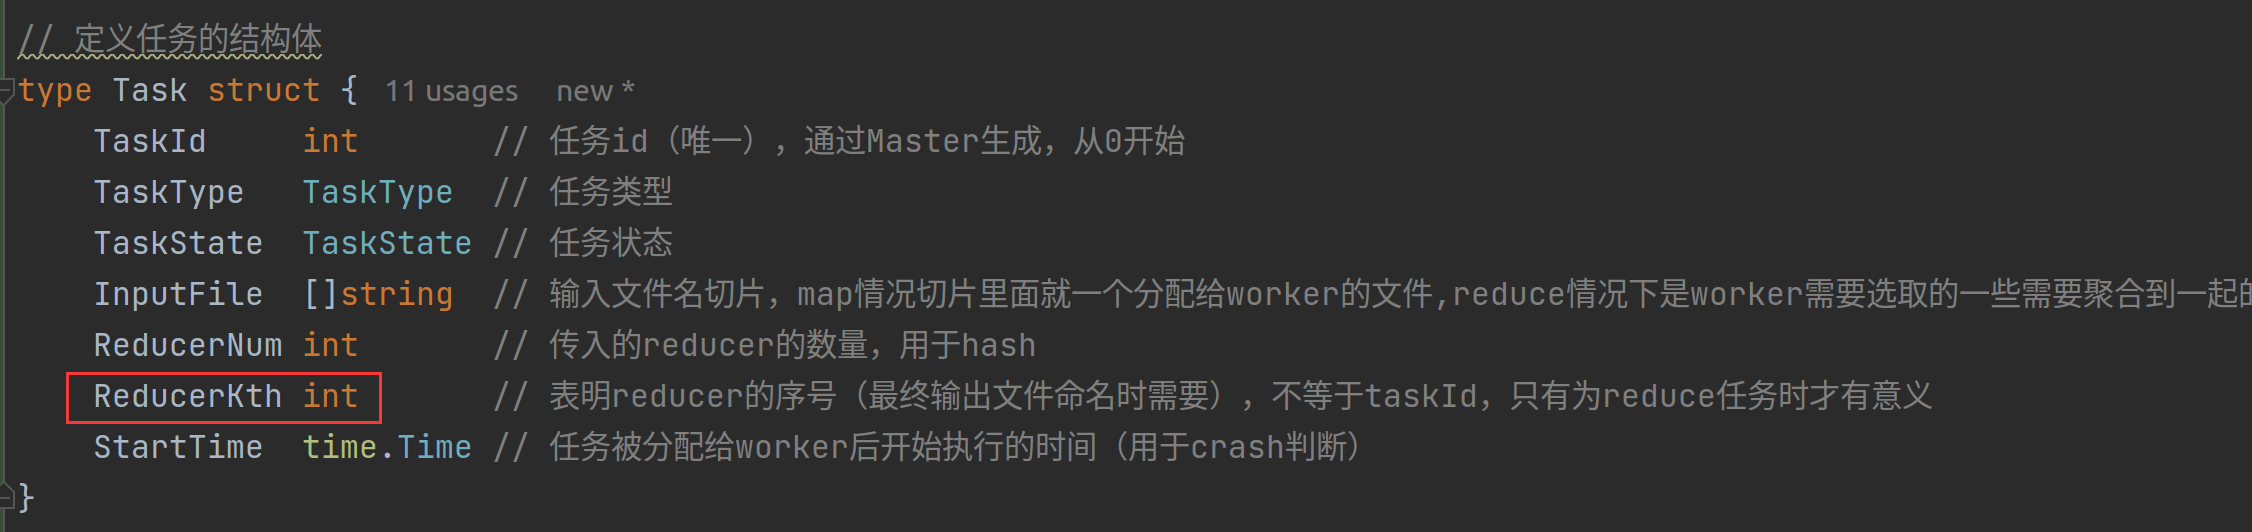 // 定义任务的结构体
type Task struct { 11 usages new *
TaskId int // 任务id（唯一），通过Master生成，从0开始
TaskType TaskType // 任务类型
TaskState TaskState // 任务状态
InputFile []string // 输入文件名切片，map情况切片里面就一个分配给worker的文件,reduce情况下是worker需要选取的一些需要聚合到一起的
ReducerNum int // 传入的reducer的数量，用于hash
ReducerKth int // 表明reducer的序号（最终输出文件命名时需要），不等于taskId，只有为reduce任务时才有意义
StartTime time.Time // 任务被分配给worker后开始执行的时间（用于crash判断）
}